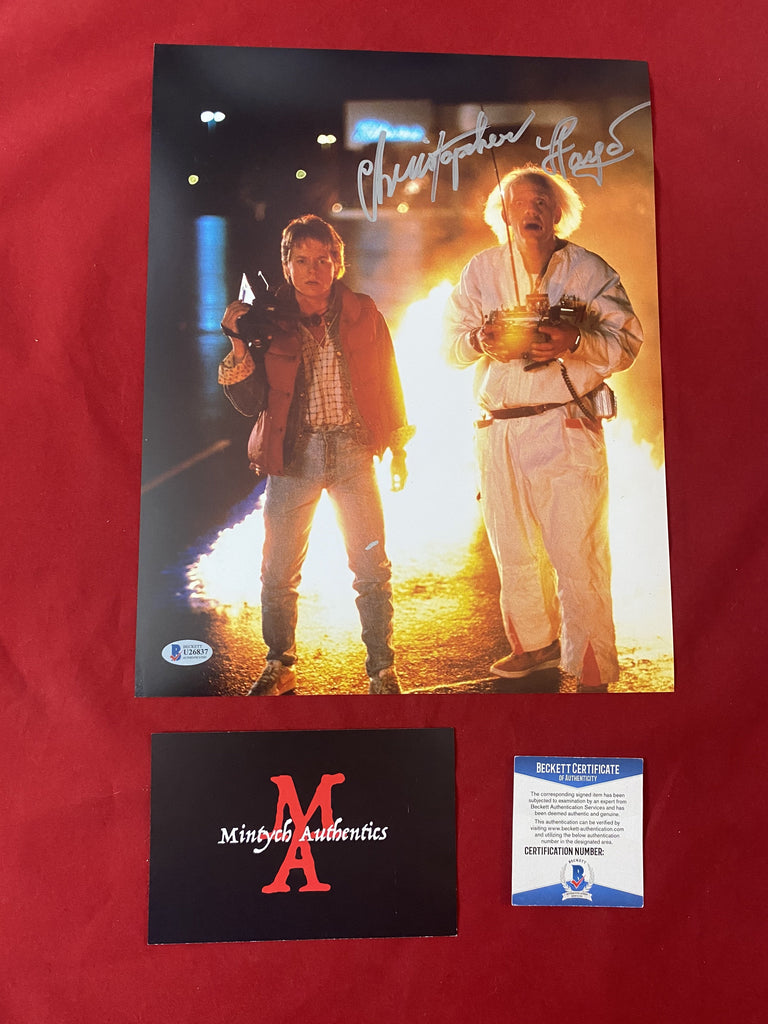 Christopher Lloyd
BECKETT
U26837
AUTHENTICATION
MA
Mintych Authentics
BECKETT CERTIFICATE
OF AUTHENTICITY
The corresponding signed item has been
subjected to examination by an expert from
Beckett Authentication Services and has
been deemed authentic and genuine.
This authentication can be verified by
visiting www.beckett-authentication.com
and utilizing the below authentication
number in the designated area.
CERTIFICATION NUMBER:
BECKETT
B